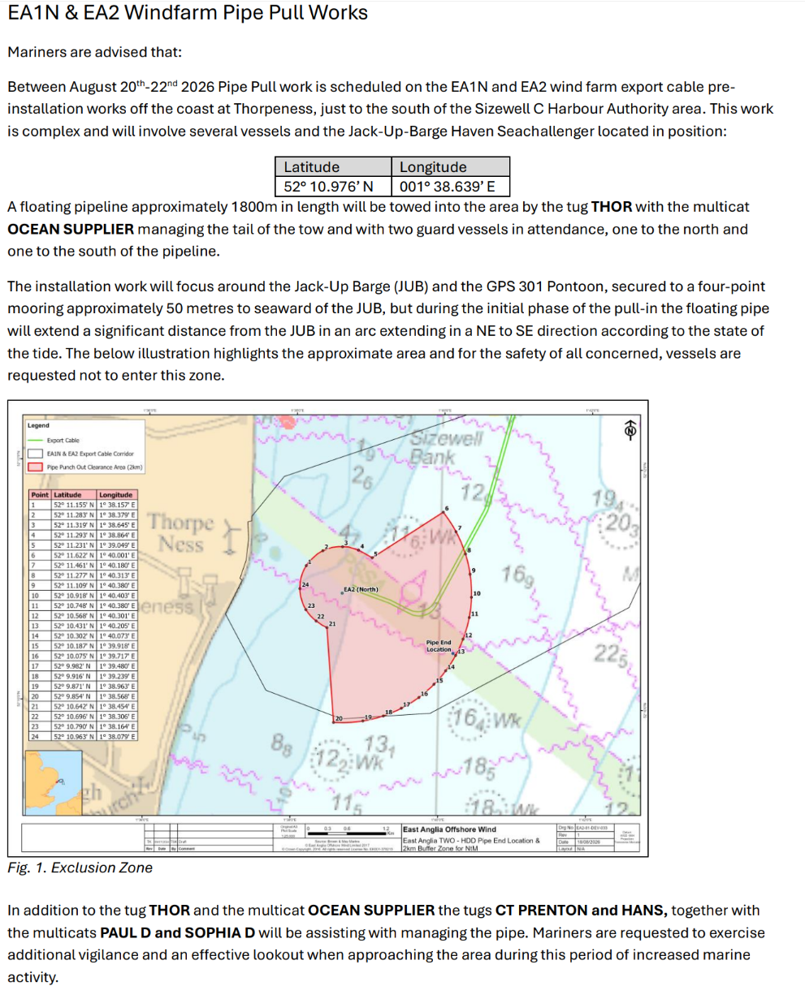 EA1N & EA2 Windfarm Pipe Pull Works
Mariners are advised that:
Between August 20th-22nd 2026 Pipe Pull work is scheduled on the EA1N and EA2 wind farm export cable pre-
installation works off the coast at Thorpeness, just to the south of the Sizewell C Harbour Authority area. This work
is complex and will involve several vessels and the Jack-Up-Barge Haven Seachallenger located in position:
Latitude Longitude
52° 10.976’ N 001° 38.639’ E
A floating pipeline approximately 1800m in length will be towed into the area by the tug THOR with the multicat
OCEAN SUPPLIER managing the tail of the tow and with two guard vessels in attendance, one to the north and
one to the south of the pipeline.
The installation work will focus around the Jack-Up Barge (JUB) and the GPS 301 Pontoon, secured to a four-point
mooring approximately 50 metres to seaward of the JUB, but during the initial phase of the pull-in the floating pipe
will extend a significant distance from the JUB in an arc extending in a NE to SE direction according to the state of
the tide. The below illustration highlights the approximate area and for the safety of all concerned, vessels are
requested not to enter this zone.
Legend
Export Cable
EA1N & EA2 Export Cable Corridor
Pipe Punch Out Clearance Area (2km)
Point Latitude Longitude
1 52° 11.155' N 1° 38.157' E
2 52° 11.283' N 1° 38.379' E
3 52° 11.319' N 1° 38.645' E
4 52° 11.293' N 1° 38.864' E
5 52° 11.231' N 1° 39.049' E
6 52° 11.622' N 1° 40.001' E
7 52° 11.461' N 1° 40.180' E
8 52° 11.277' N 1° 40.313' E
9 52° 11.109' N 1° 40.380' E
10 52° 10.918' N 1° 40.403' E
11 52° 10.748' N 1° 40.380' E
12 52° 10.568' N 1° 40.301' E
13 52° 10.431' N 1° 40.205' E
14 52° 10.302' N 1° 40.073' E
15 52° 10.187' N 1° 39.918' E
16 52° 10.075' N 1° 39.717' E
17 52° 9.982' N 1° 39.480' E
18 52° 9.916' N 1° 39.239' E
19 52° 9.871' N 1° 38.963' E
20 52° 9.854' N 1° 38.568' E
21 52° 10.642' N 1° 38.454' E
22 52° 10.696' N 1° 38.306' E
23 52° 10.790' N 1° 38.164' E
24 52° 10.963' N 1° 38.079' E
Sizewell
Bank
Thorpe
Ness
EA2 (North)
Pipe End
Location
East Anglia Offshore Wind
East Anglia TWO - HDD Pipe End Location &
2km Buffer Zone for NtM
Fig. 1. Exclusion Zone
In addition to the tug THOR and the multicat OCEAN SUPPLIER the tugs CT PRENTON and HANS, together with
the multicats PAUL D and SOPHIA D will be assisting with managing the pipe. Mariners are requested to exercise
additional vigilance and an effective lookout when approaching the area during this period of increased marine
activity.